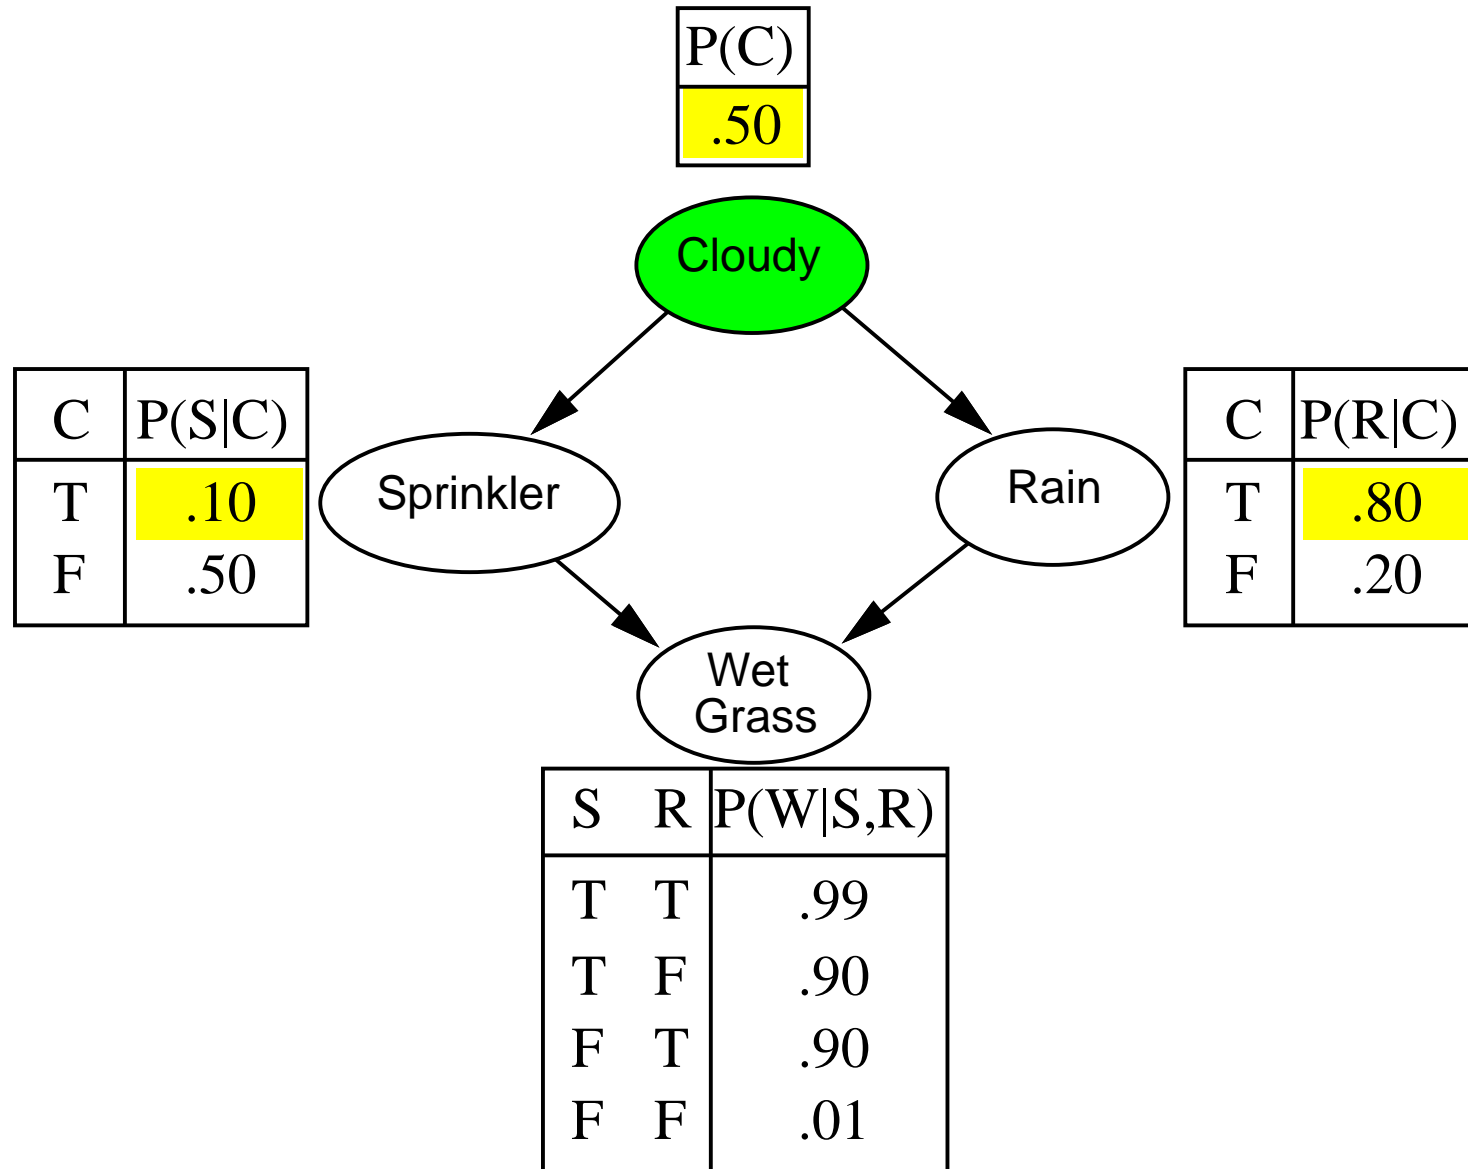 P(C)
.50
Cloudy
C P(S|C)
T .10
F .50
Sprinkler
Rain
C P(R|C)
T .80
F .20
Wet
Grass
S R P(W|S,R)
T T .99
T F .90
F T .90
F F .01